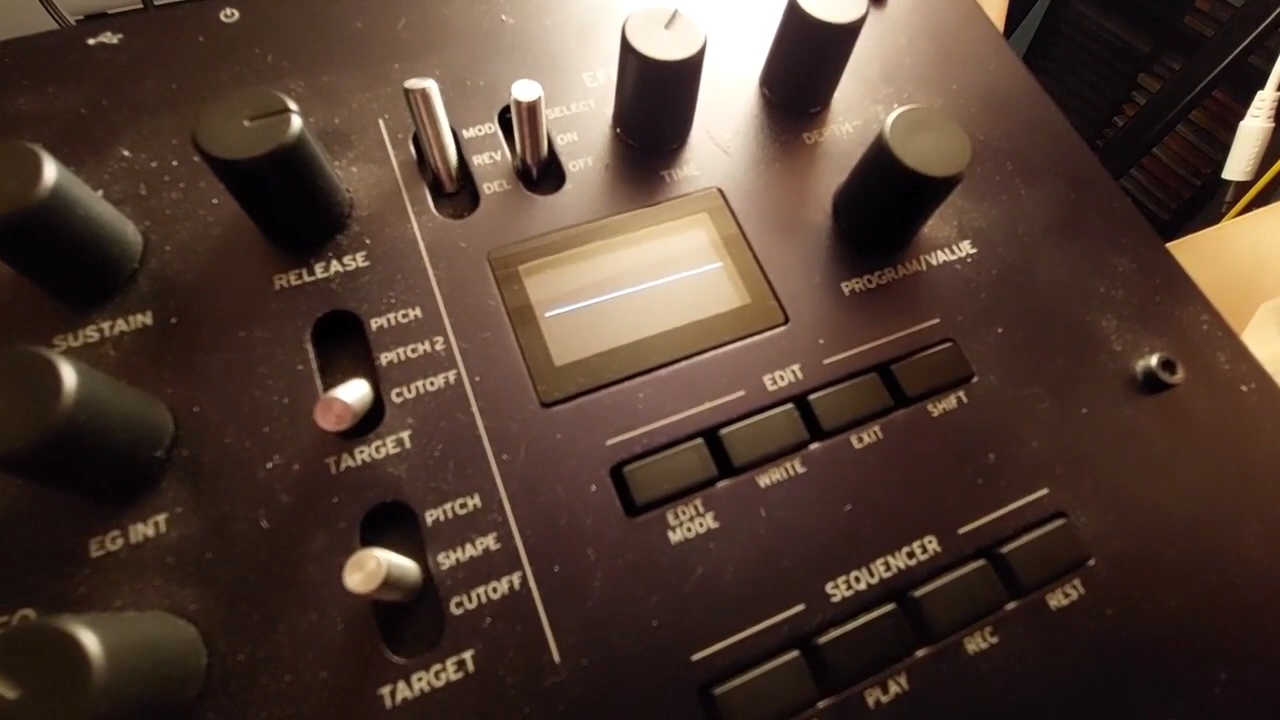 MOD
REV
DEL
SELECT
ON
OFF
TIME
DEPTH
RELEASE
PROGRAM/VALUE
SUSTAIN
PITCH
PITCH 2
CUTOFF
TARGET
EDIT
EDIT
MODE
WRITE
EXIT
SHIFT
EG INT
PITCH
SHAPE
CUTOFF
TARGET
SEQUENCER
PLAY
REC
REST